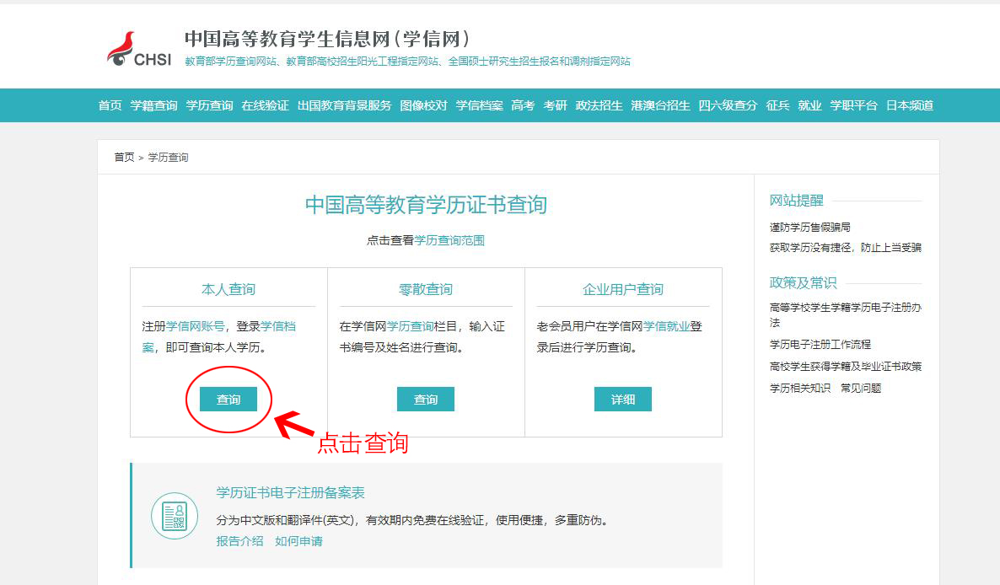 CHSI
中国高等教育学生信息网(学信网)
教育部学历查询网站、教育部高校招生阳光工程指定网站、全国硕士研究生招生报名和调剂指定网站
首页 学籍查询 学历查询 在线验证 出国教育背景服务 图像校对 学信档案 高考 考研 政法招生 港澳台招生 四六级查分 征兵 就业 学职平台 日本频道
首页 > 学历查询
中国高等教育学历证书查询
点击查看学历查询范围
本人查询
注册学信网账号，登录学信档
案，即可查询本人学历。
查询
零散查询
在学信网学历查询栏目，输入证
书编号及姓名进行查询。
查询
企业用户查询
老会员用户在学信网学信就业登
录后进行学历查询。
详细
点击查询
学历证书电子注册备案表
分为中文版和翻译件(英文)，有效期内免费在线验证，使用便捷，多重防伪。
报告介绍 如何申请
网站提醒
谨防学历售假骗局
获取学历没有捷径，防止上当受骗
政策及常识
高等学校学生学籍学历电子注册办
法
学历电子注册工作流程
高校学生获得学籍及毕业证书政策
学历相关知识 常见问题